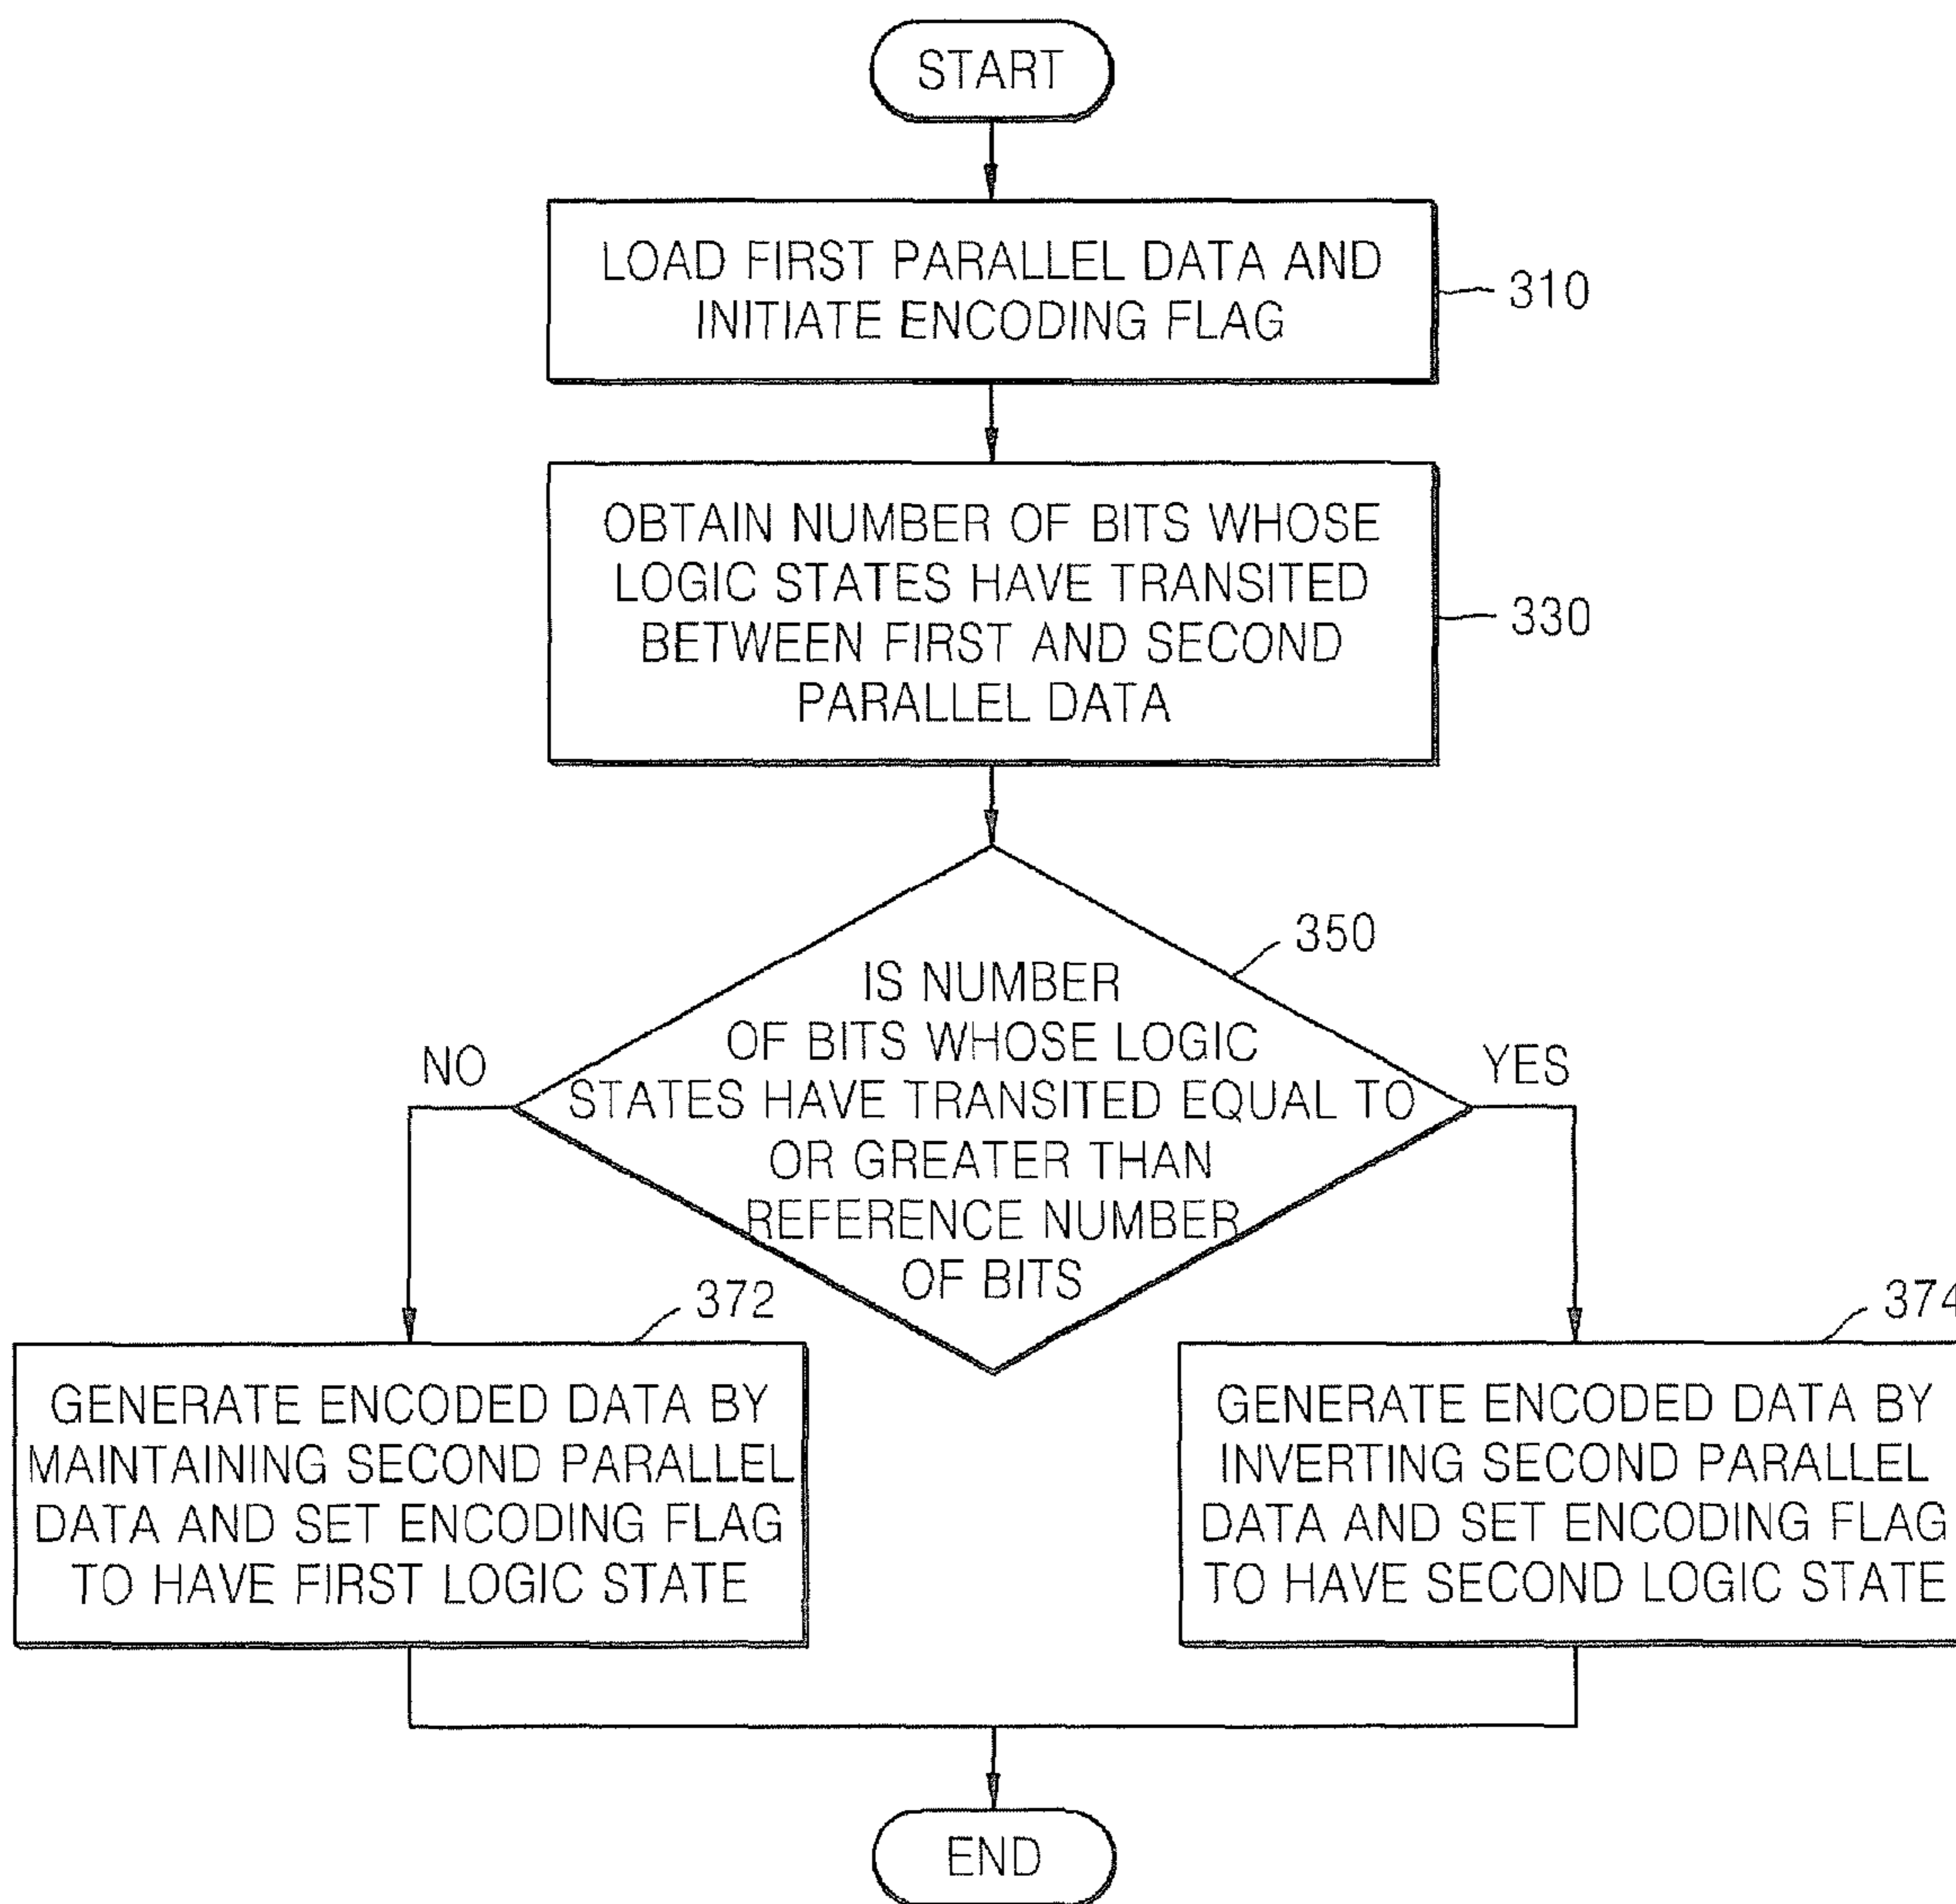 START
LOAD FIRST PARALLEL DATA AND
INITIATE ENCODING FLAG
310
OBTAIN NUMBER OF BITS WHOSE
LOGIC STATES HAVE TRANSITED
BETWEEN FIRST AND SECOND
PARALLEL DATA
330
350
IS NUMBER
OF BITS WHOSE LOGIC
STATES HAVE TRANSITED EQUAL TO
OR GREATER THAN
REFERENCE NUMBER
OF BITS
NO
YES
372
GENERATE ENCODED DATA BY
MAINTAINING SECOND PARALLEL
DATA AND SET ENCODING FLAG
TO HAVE FIRST LOGIC STATE
374
GENERATE ENCODED DATA BY
INVERTING SECOND PARALLEL
DATA AND SET ENCODING FLAG
TO HAVE SECOND LOGIC STATE
END